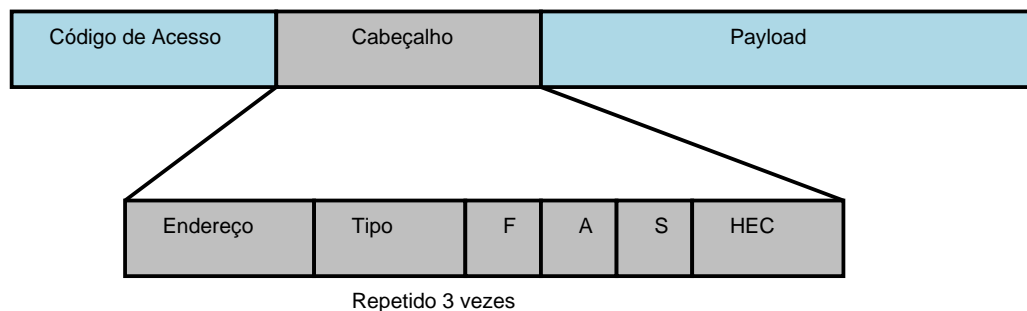 Código de Acesso Cabeçalho Payload
Endereço Tipo F A S HEC
Repetido 3 vezes